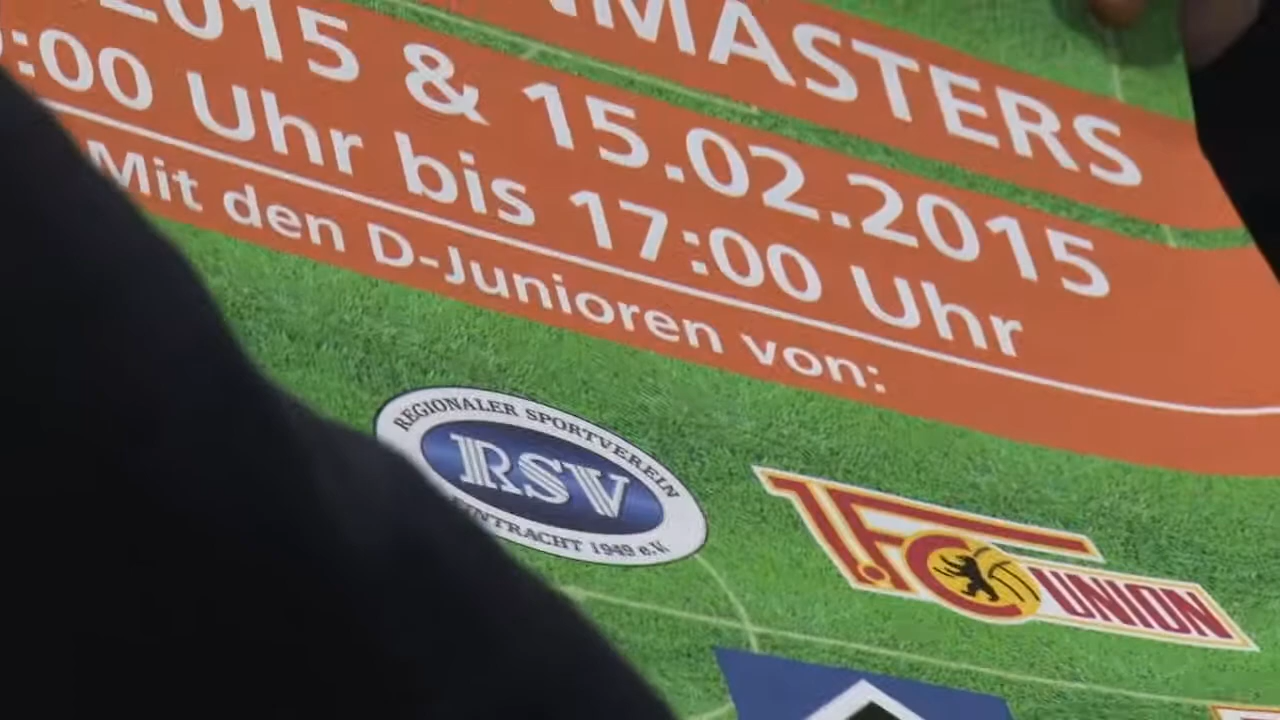 MASTERS
2015 & 15.02.2015
:00 Uhr bis 17:00 Uhr
Mit den D-Junioren von:
REGIONALER SPORTVEREIN
RSV
EINTRACHT 1949 e.V.
1.FC
UNION